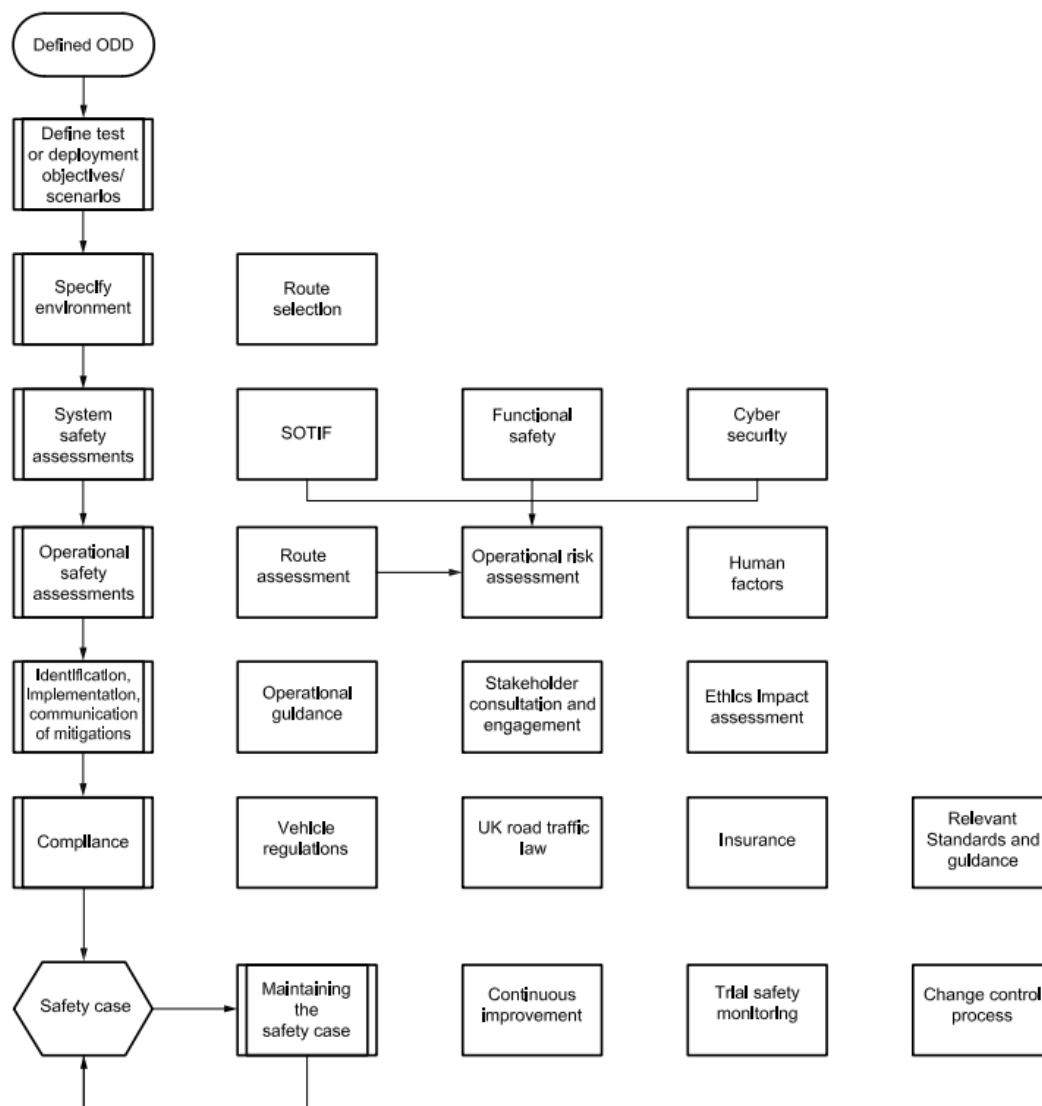 Defined ODD
Define test
or deployment
objectives/
scenarios
Specify
environment
Route
selection
System
safety
assessments
SOTIF
Functional
safety
Cyber
security
Operational
safety
assessments
Route
assessment
Operational risk
assessment
Human
factors
Identification,
implementation,
communication
of mitigations
Operational
guidance
Stakeholder
consultation and
engagement
Ethics impact
assessment
Compliance
Vehicle
regulations
UK road traffic
law
Insurance
Relevant
Standards and
guidance
Safety case
Maintaining
the
safety case
Continuous
improvement
Trial safety
monitoring
Change control
process